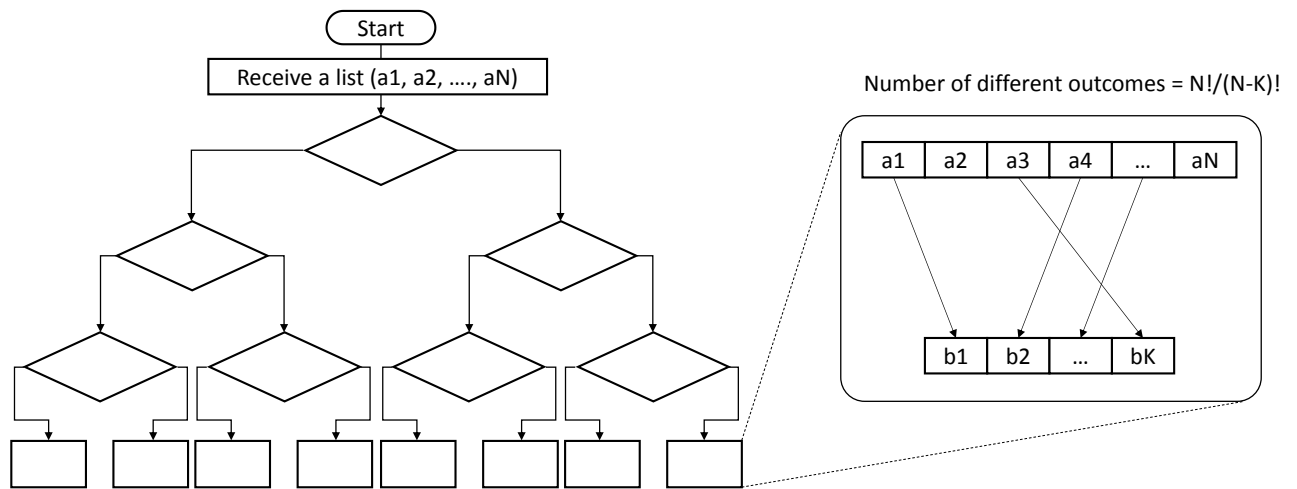 Start
Receive a list (a1, a2, …., aN)
Number of different outcomes = N!/(N-K)!
a1 a2 a3 a4 … aN
b1 b2 … bK